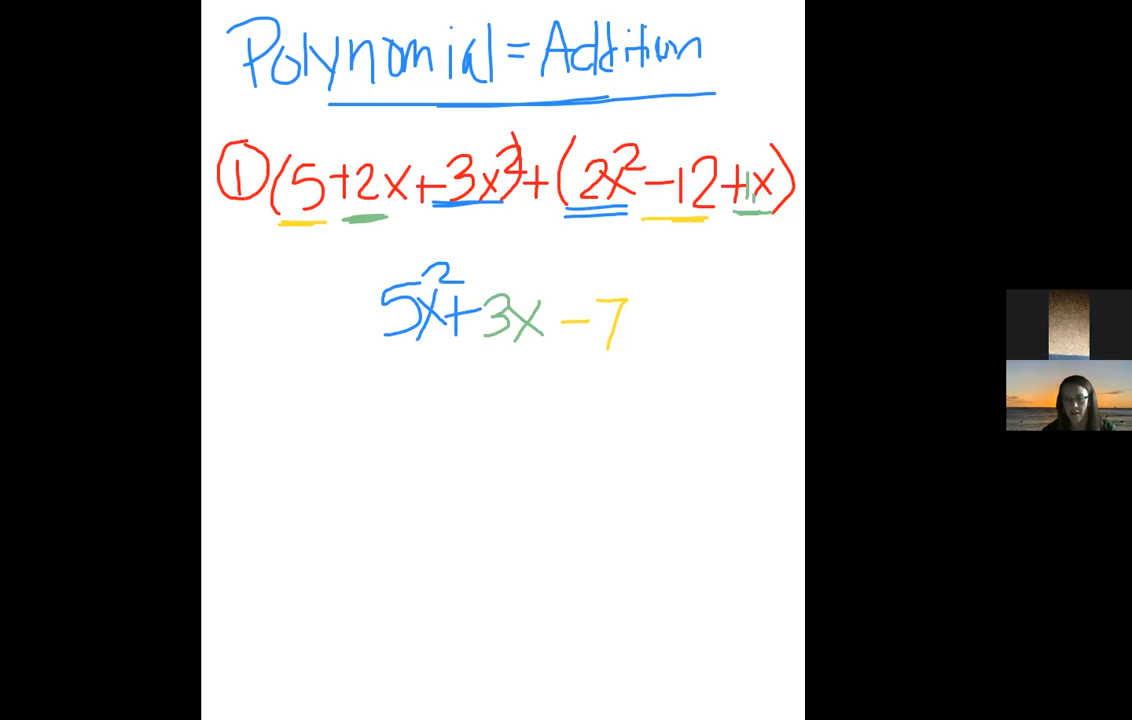 Polynomial = Addition
① (5 + 2x + 3x²) + (2x² - 12 + 1x)
5x² + 3x - 7